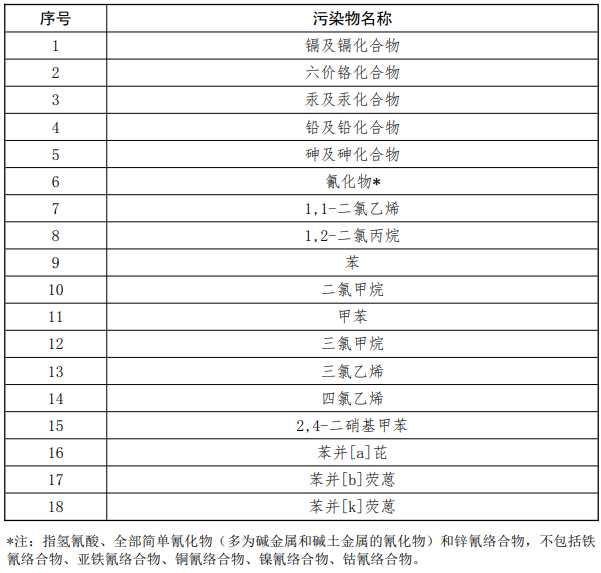 序号 污染物名称
1 镉及镉化合物
2 六价铬化合物
3 汞及汞化合物
4 铅及铅化合物
5 砷及砷化合物
6 氰化物*
7 1,1-二氯乙烯
8 1,2-二氯丙烷
9 苯
10 二氯甲烷
11 甲苯
12 三氯甲烷
13 三氯乙烯
14 四氯乙烯
15 2,4-二硝基甲苯
16 苯并[a]芘
17 苯并[b]荧蒽
18 苯并[k]荧蒽
*注：指氢氰酸、全部简单氰化物（多为碱金属和碱土金属的氰化物）和锌氰络合物，不包括铁
氰络合物、亚铁氰络合物、铜氰络合物、镍氰络合物、钴氰络合物。